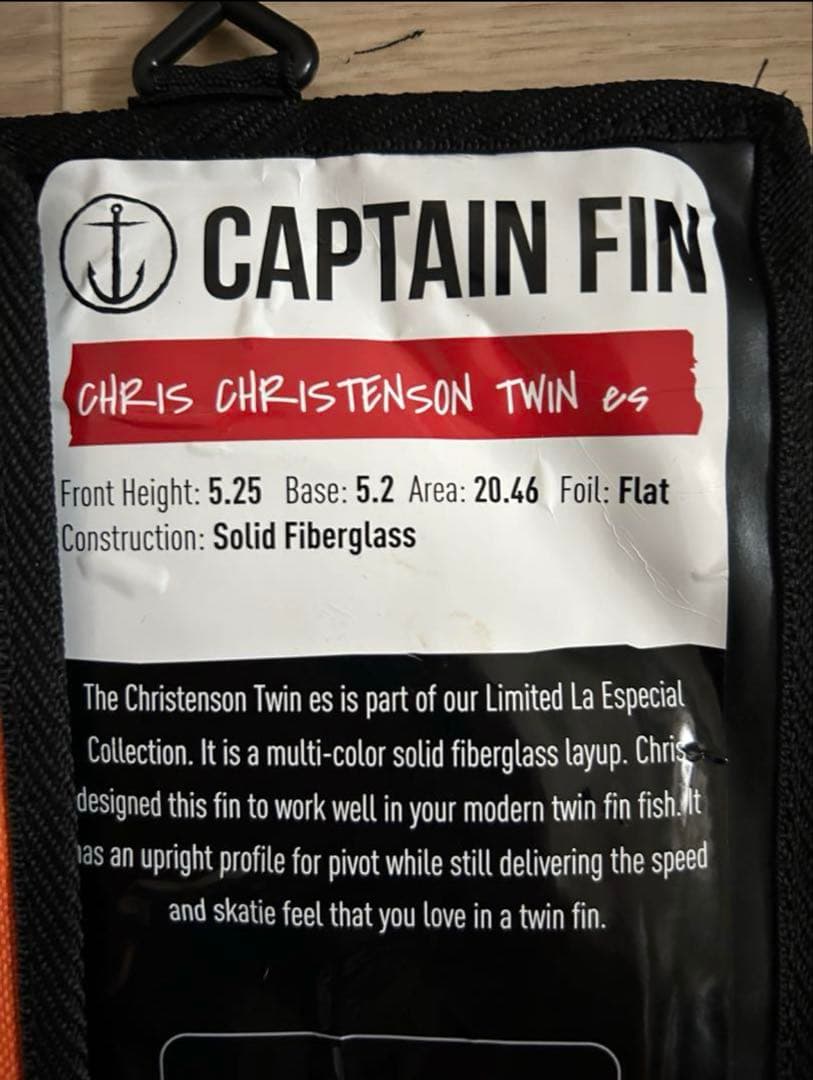 CAPTAIN FIN
CHRIS CHRISTENSON TWIN es
Front Height: 5.25 Base: 5.2 Area: 20.46 Foil: Flat
Construction: Solid Fiberglass
The Christenson Twin es is part of our Limited La Especial
Collection. It is a multi-color solid fiberglass layup. Chris
designed this fin to work well in your modern twin fin fish. It
has an upright profile for pivot while still delivering the speed
and skatie feel that you love in a twin fin.